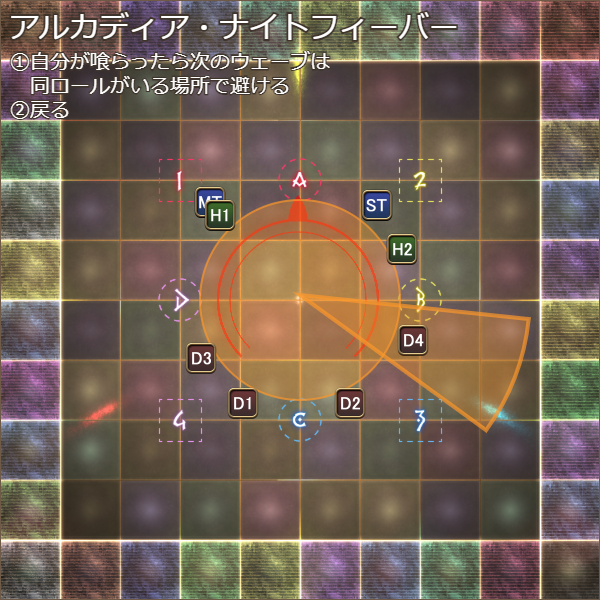 アルカディア・ナイトフィーバー
①自分が喰らったら次のウェーブは
同ロールがいる場所で避ける
②戻る
1
A
2
MT
H1
ST
H2
D
B
D4
D3
D1
D2
4
C
3